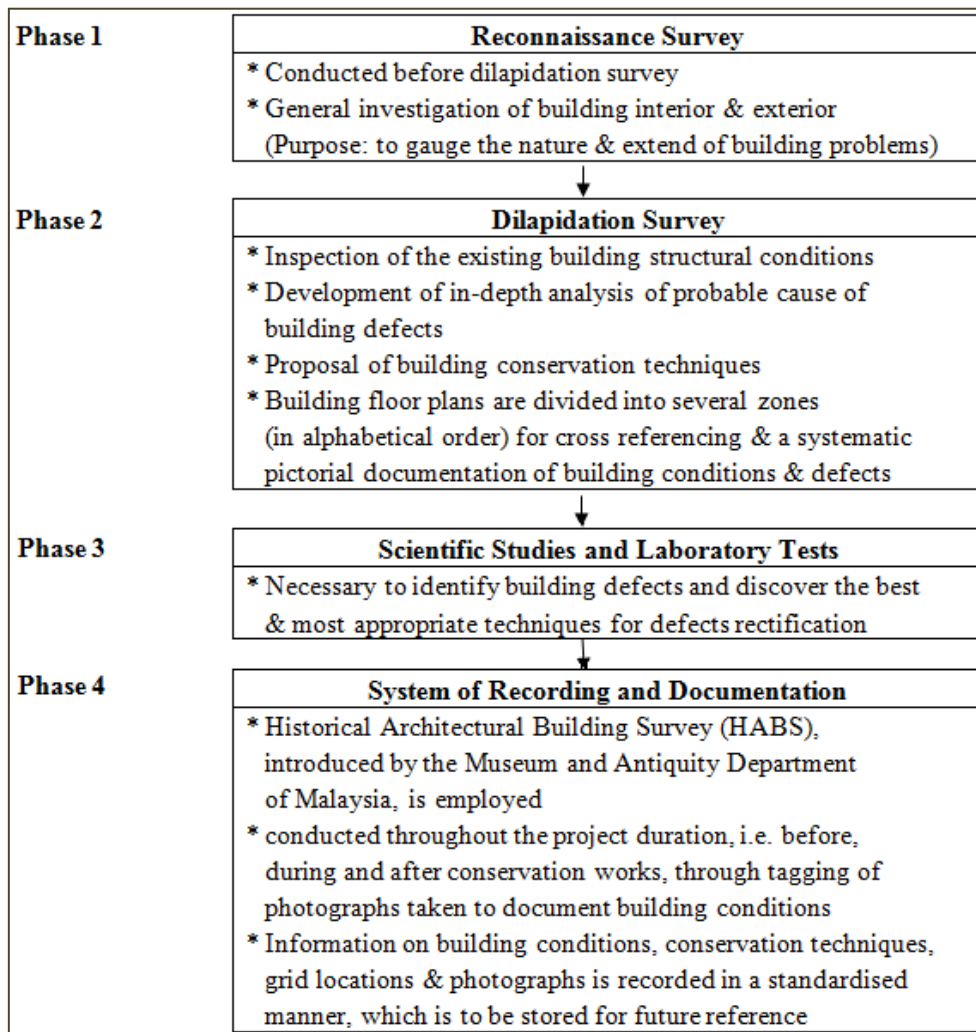 Phase 1
Reconnaissance Survey
* Conducted before dilapidation survey
* General investigation of building interior & exterior
(Purpose: to gauge the nature & extend of building problems)
Phase 2
Dilapidation Survey
* Inspection of the existing building structural conditions
* Development of in-depth analysis of probable cause of
building defects
* Proposal of building conservation techniques
* Building floor plans are divided into several zones
(in alphabetical order) for cross referencing & a systematic
pictorial documentation of building conditions & defects
Phase 3
Scientific Studies and Laboratory Tests
* Necessary to identify building defects and discover the best
& most appropriate techniques for defects rectification
Phase 4
System of Recording and Documentation
* Historical Architectural Building Survey (HABS),
introduced by the Museum and Antiquity Department
of Malaysia, is employed
* conducted throughout the project duration, i.e. before,
during and after conservation works, through tagging of
photographs taken to document building conditions
* Information on building conditions, conservation techniques,
grid locations & photographs is recorded in a standardised
manner, which is to be stored for future reference